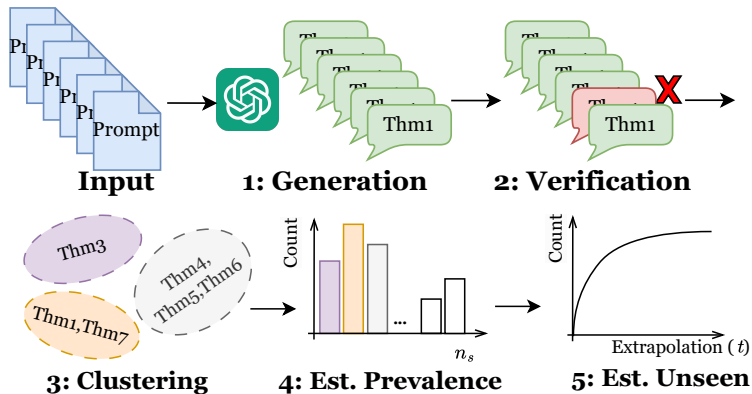 Prompt
Input
Thm1
1: Generation
Thm1
X
2: Verification
Thm3
Thm4,
Thm5,Thm6
Thm1,Thm7
3: Clustering
Count
...
n_s
4: Est. Prevalence
Count
Extrapolation (t)
5: Est. Unseen